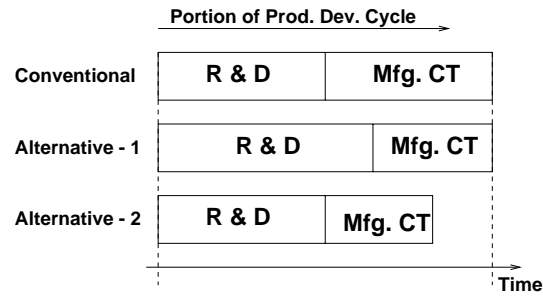 Portion of Prod. Dev. Cycle
Conventional R & D Mfg. CT
Alternative - 1 R & D Mfg. CT
Alternative - 2 R & D Mfg. CT
Time